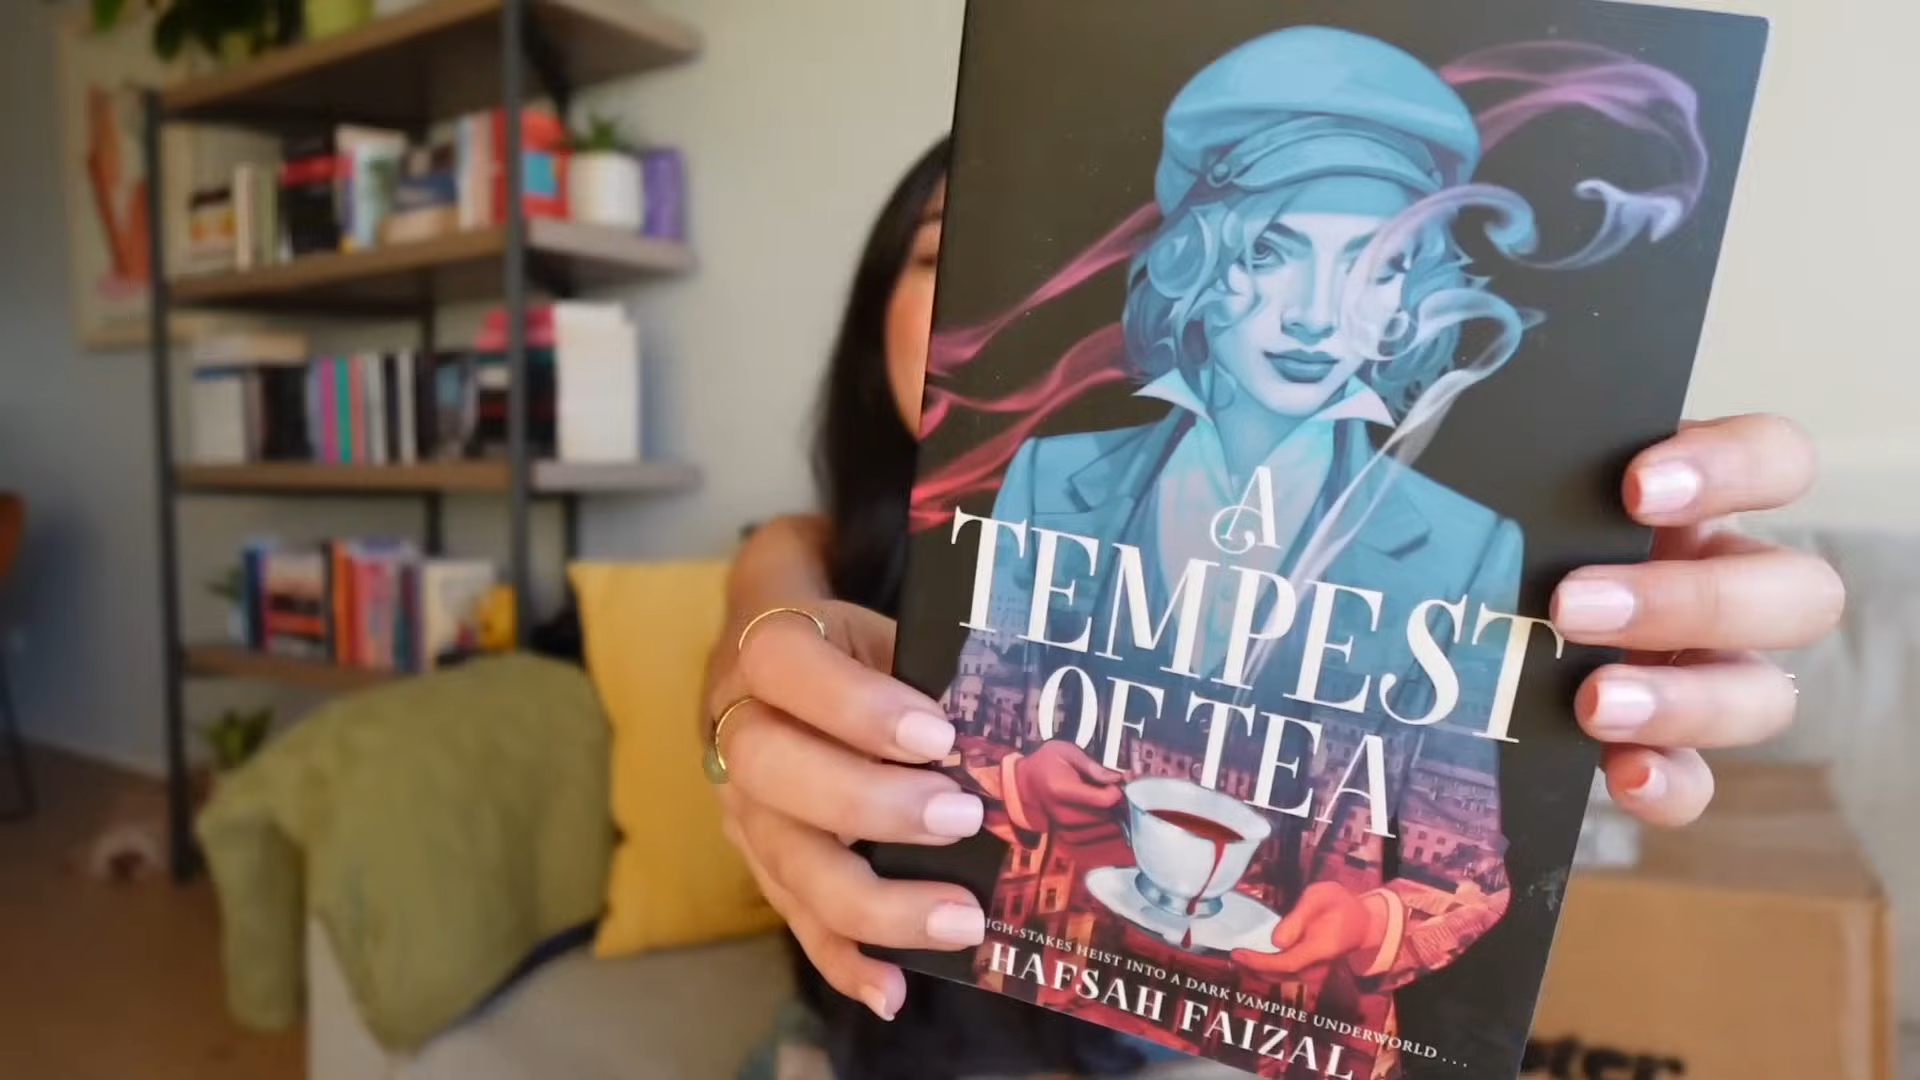 A
TEMPEST
OF TEA
IGH-STAKES HEIST INTO A DARK VAMPIRE UNDERWORLD . . .
HAFSAH FAIZAL